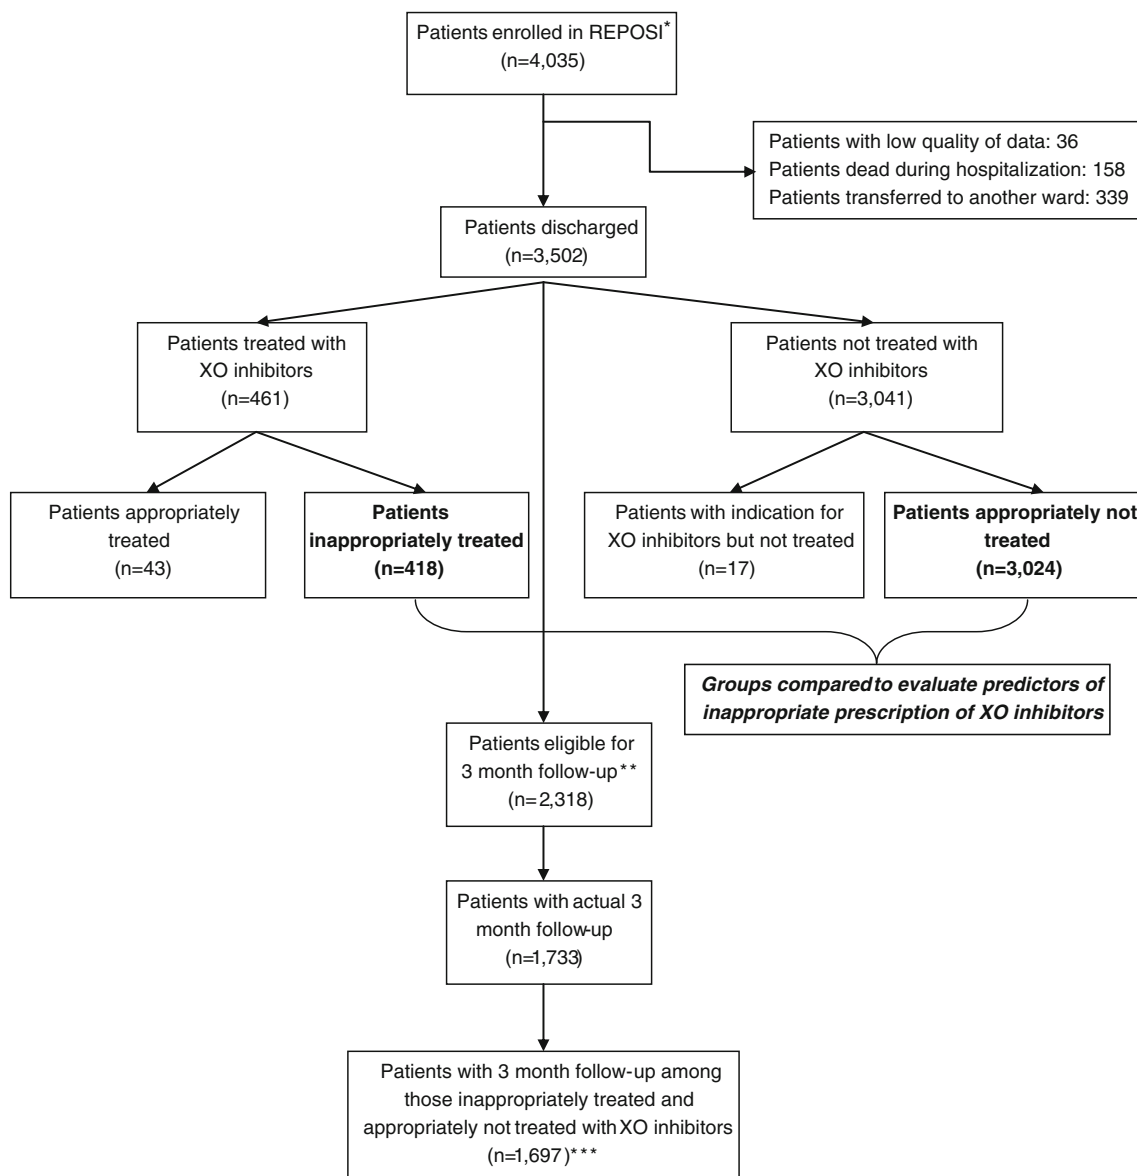 Patients enrolled in REPOSI*
(n=4,035)
Patients with low quality of data: 36
Patients dead during hospitalization: 158
Patients transferred to another ward: 339
Patients discharged
(n=3,502)
Patients treated with
XO inhibitors
(n=461)
Patients not treated with
XO inhibitors
(n=3,041)
Patients appropriately
treated
(n=43)
Patients
inappropriately treated
(n=418)
Patients with indication for
XO inhibitors but not treated
(n=17)
Patients appropriately not
treated
(n=3,024)
Groups compared to evaluate predictors of
inappropriate prescription of XO inhibitors
Patients eligible for
3 month follow-up**
(n=2,318)
Patients with actual 3
month follow-up
(n=1,733)
Patients with 3 month follow-up among
those inappropriately treated and
appropriately not treated with XO inhibitors
(n=1,697)***